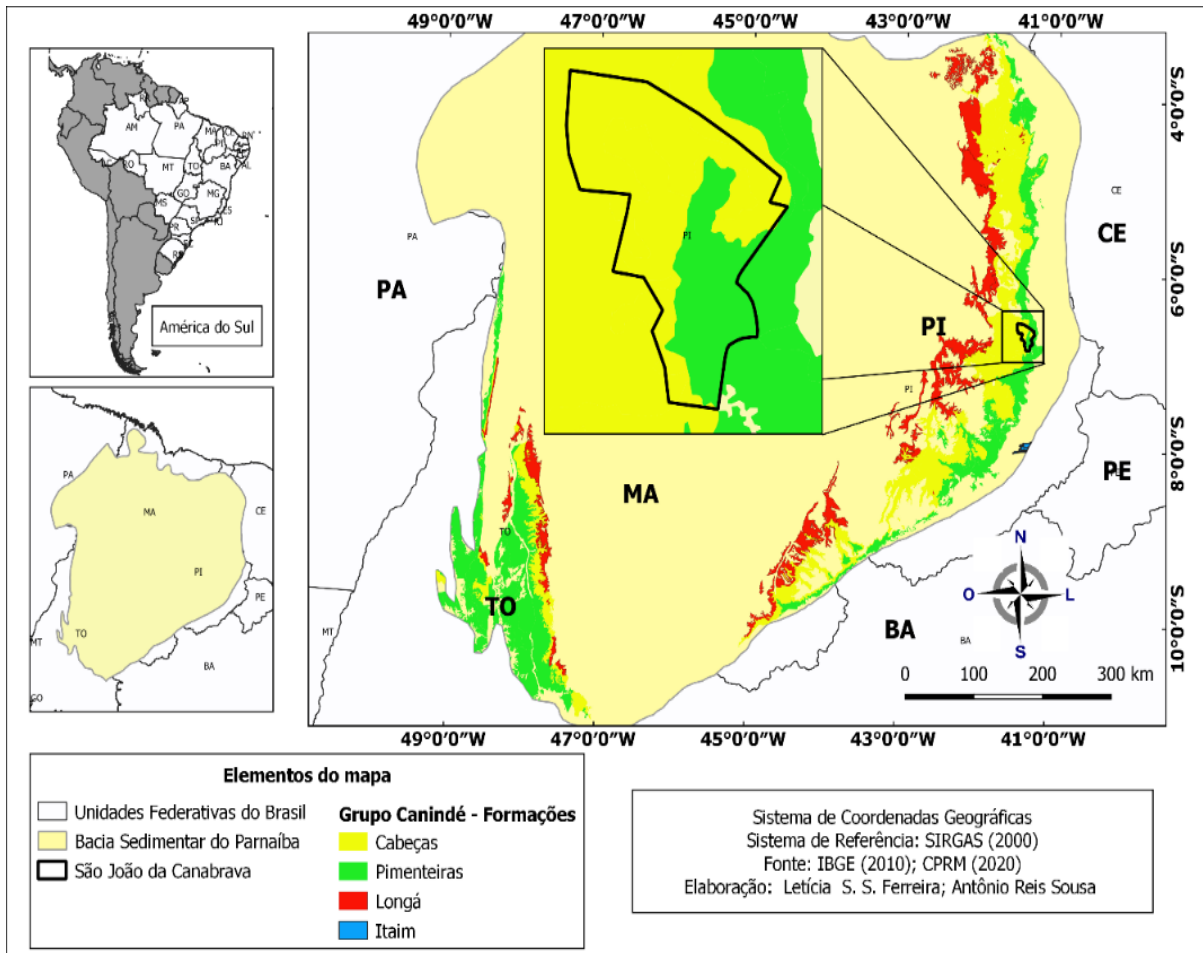 49°0'0"W 47°0'0"W 45°0'0"W 43°0'0"W 41°0'0"W
4°0'0"S
6°0'0"S
8°0'0"S
10°0'0"S
AM
PA
MA
CE
RN
PI
AL
RO
TO
MT
BA
GO
MG
MS
ES
SP
RJ
PR
SC
RS
América do Sul
PA
MA
CE
PI
PE
TO
MT
BA
GO
PI
CE
CE
PA
PA
PI
PI
MA
PE
TO
TO
MT
BA
BA
N
O L
S
0 100 200 300 km
49°0'0"W 47°0'0"W 45°0'0"W 43°0'0"W 41°0'0"W
Elementos do mapa
Unidades Federativas do Brasil
Bacia Sedimentar do Parnaíba
São João da Canabrava
Grupo Canindé - Formações
Cabeças
Pimenteiras
Longá
Itaim
Sistema de Coordenadas Geográficas
Sistema de Referência: SIRGAS (2000)
Fonte: IBGE (2010); CPRM (2020)
Elaboração: Letícia S. S. Ferreira; Antônio Reis Sousa